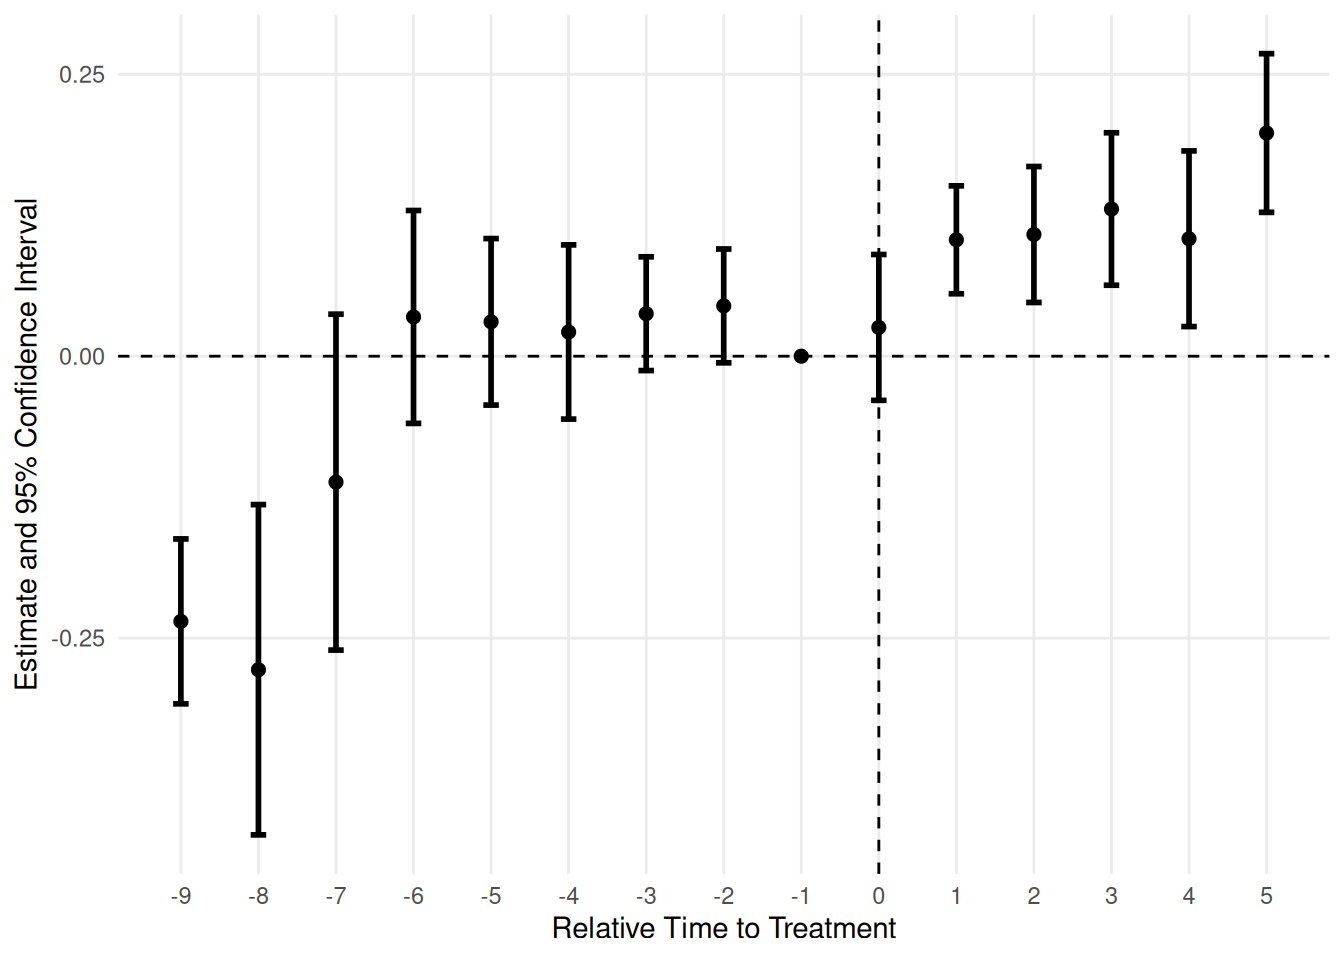 Estimate and 95% Confidence Interval
0.25
0.00
-0.25
-9 -8 -7 -6 -5 -4 -3 -2 -1 0 1 2 3 4 5
Relative Time to Treatment